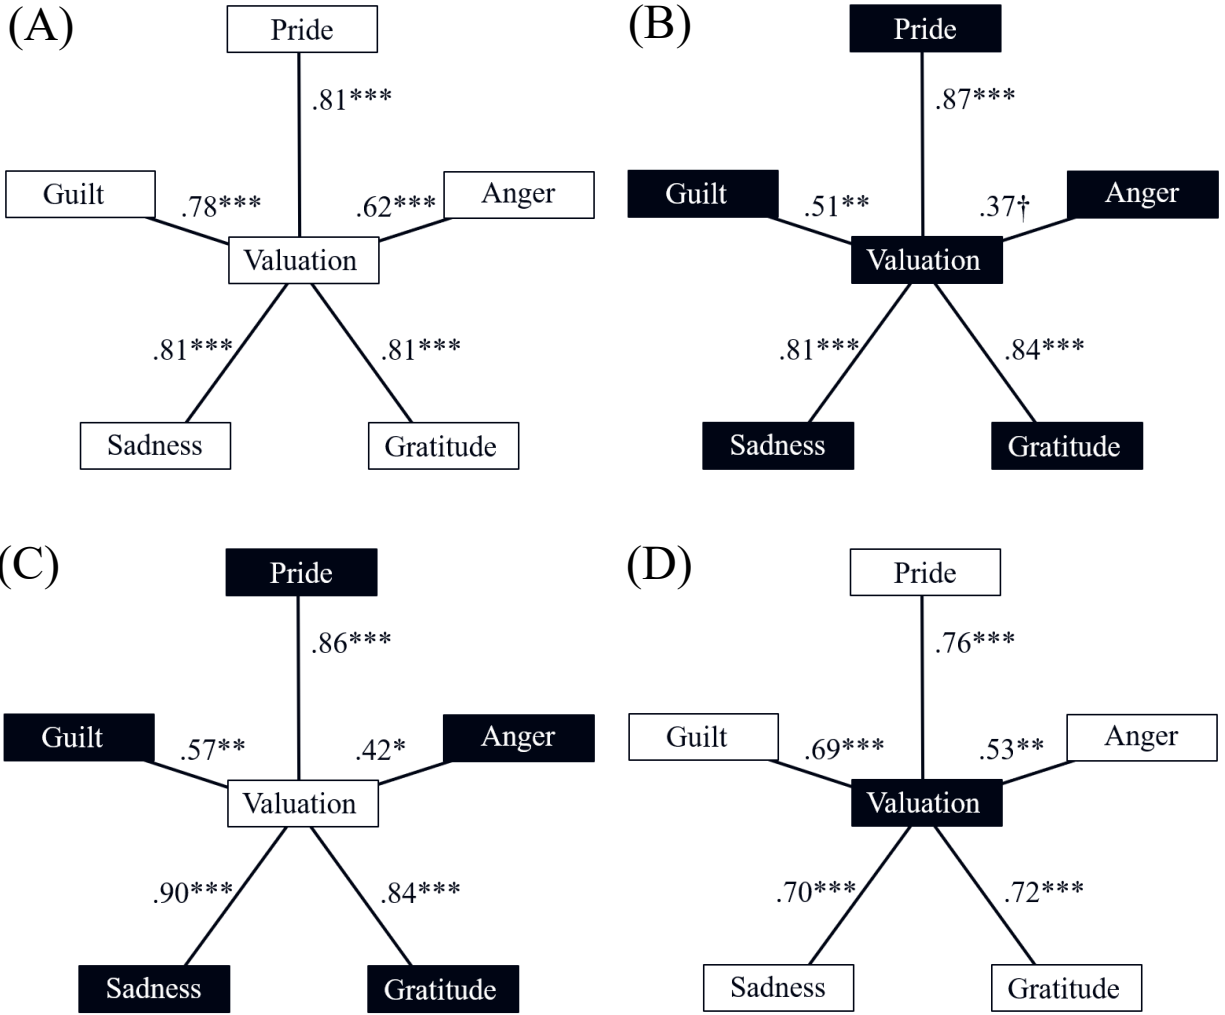 (A)
Pride
.81***
Guilt
.78***
.62***
Anger
Valuation
.81***
.81***
Sadness
Gratitude
(B)
Pride
.87***
Guilt
.51**
.37†
Anger
Valuation
.81***
.84***
Sadness
Gratitude
(C)
Pride
.86***
Guilt
.57**
.42*
Anger
Valuation
.90***
.84***
Sadness
Gratitude
(D)
Pride
.76***
Guilt
.69***
.53**
Anger
Valuation
.70***
.72***
Sadness
Gratitude